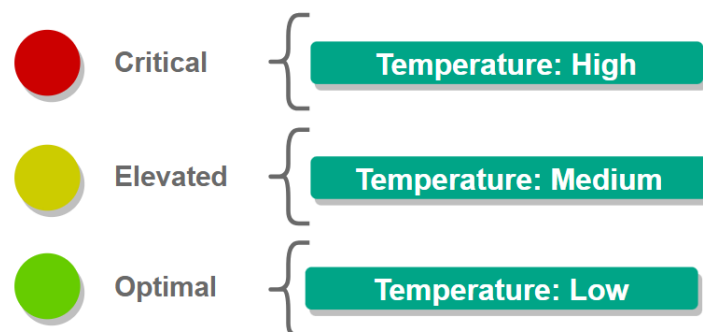 Critical
Temperature: High
Elevated
Temperature: Medium
Optimal
Temperature: Low